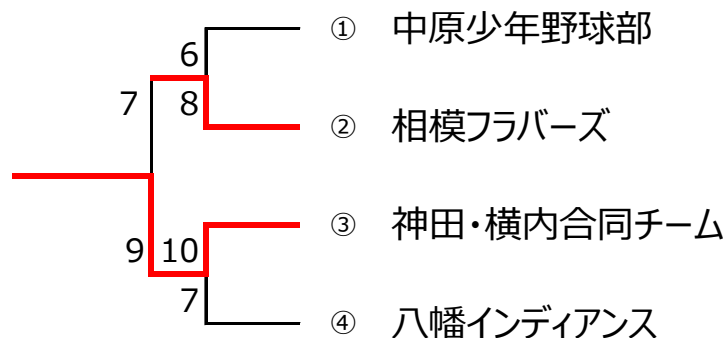 6 ① 中原少年野球部
7 8 ② 相模フラバーズ
9 10 ③ 神田・横内合同チーム
7 ④ 八幡インディアンス